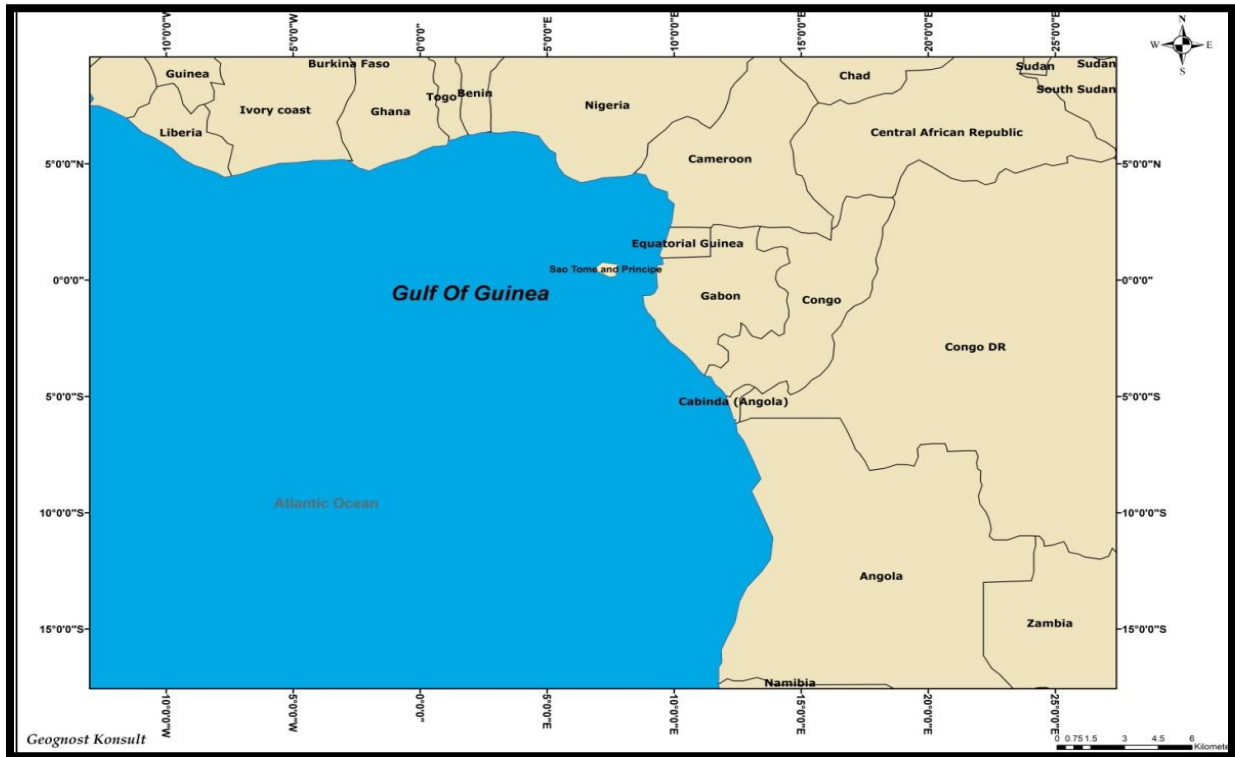 10°0'0"W
5°0'0"W
0°0'0"
5°0'0"E
10°0'0"E
15°0'0"E
20°0'0"E
25°0'0"E
N
W E
S
Guinea
Burkina Faso
Chad
Sudan
Sudan
South Sudan
Ivory coast
Ghana
Togo
Benin
Nigeria
Liberia
Central African Republic
Cameroon
5°0'0"N
5°0'0"N
Equatorial Guinea
Sao Tome and Principe
0°0'0"
0°0'0"
Gulf Of Guinea
Gabon
Congo
Congo DR
5°0'0"S
Cabinda (Angola)
5°0'0"S
Atlantic Ocean
10°0'0"S
10°0'0"S
Angola
15°0'0"S
Zambia
15°0'0"S
Namibia
10°0'0"W
5°0'0"W
0°0'0"
5°0'0"E
10°0'0"E
15°0'0"E
20°0'0"E
25°0'0"E
Geognost Konsult
0 0.75 1.5 3 4.5 6
Kilomete